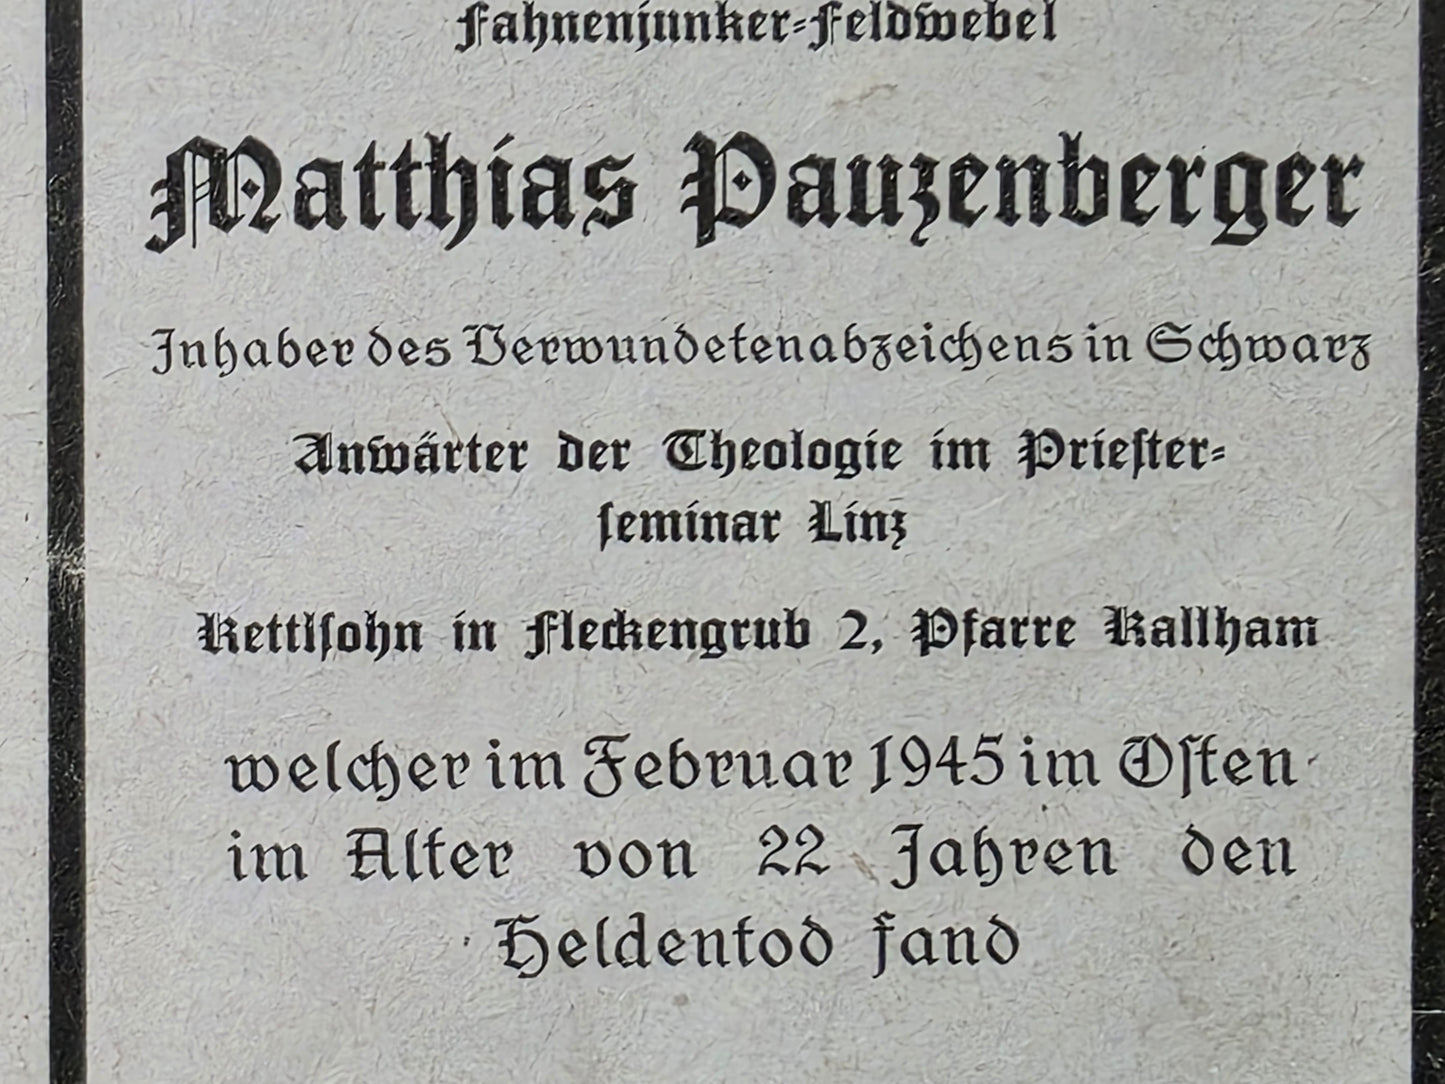 Fahnenjunker-Feldwebel
Matthias Pauzenberger
Inhaber des Verwundetenabzeichens in Schwarz
Anwärter der Theologie im Prieſter-
ſeminar Linz
Kettlſohn in Fleckengrub 2, Pfarre Kallham
welcher im Februar 1945 im Oſten
im Alter von 22 Jahren den
Heldentod fand